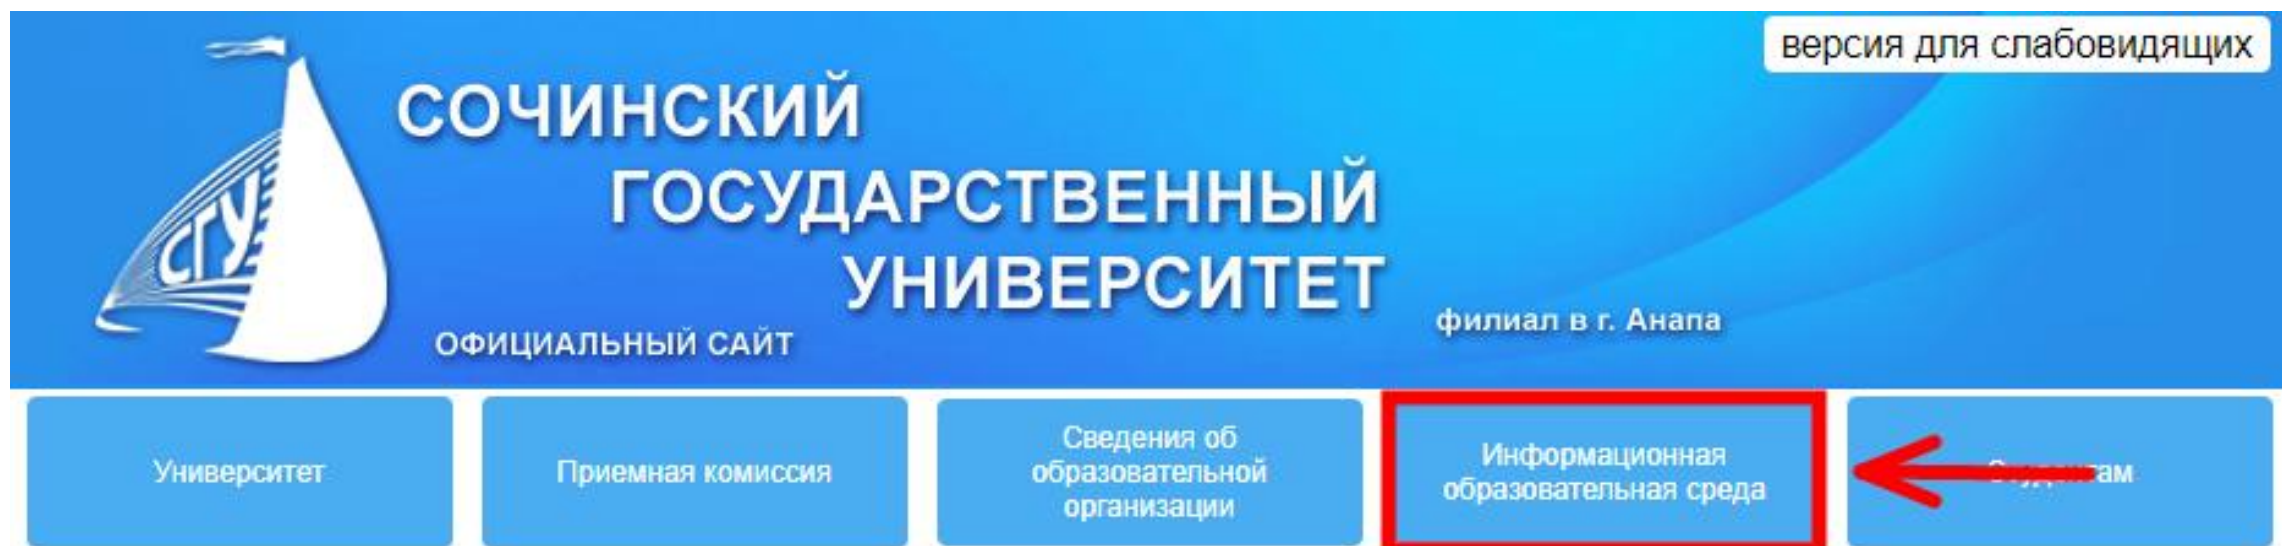 версия для слабовидящих
СОЧИНСКИЙ
ГОСУДАРСТВЕННЫЙ
УНИВЕРСИТЕТ
СГУ
ОФИЦИАЛЬНЫЙ САЙТ
филиал в г. Анапа
Университет
Приемная комиссия
Сведения об
образовательной
организации
Информационная
образовательная среда
Студентам